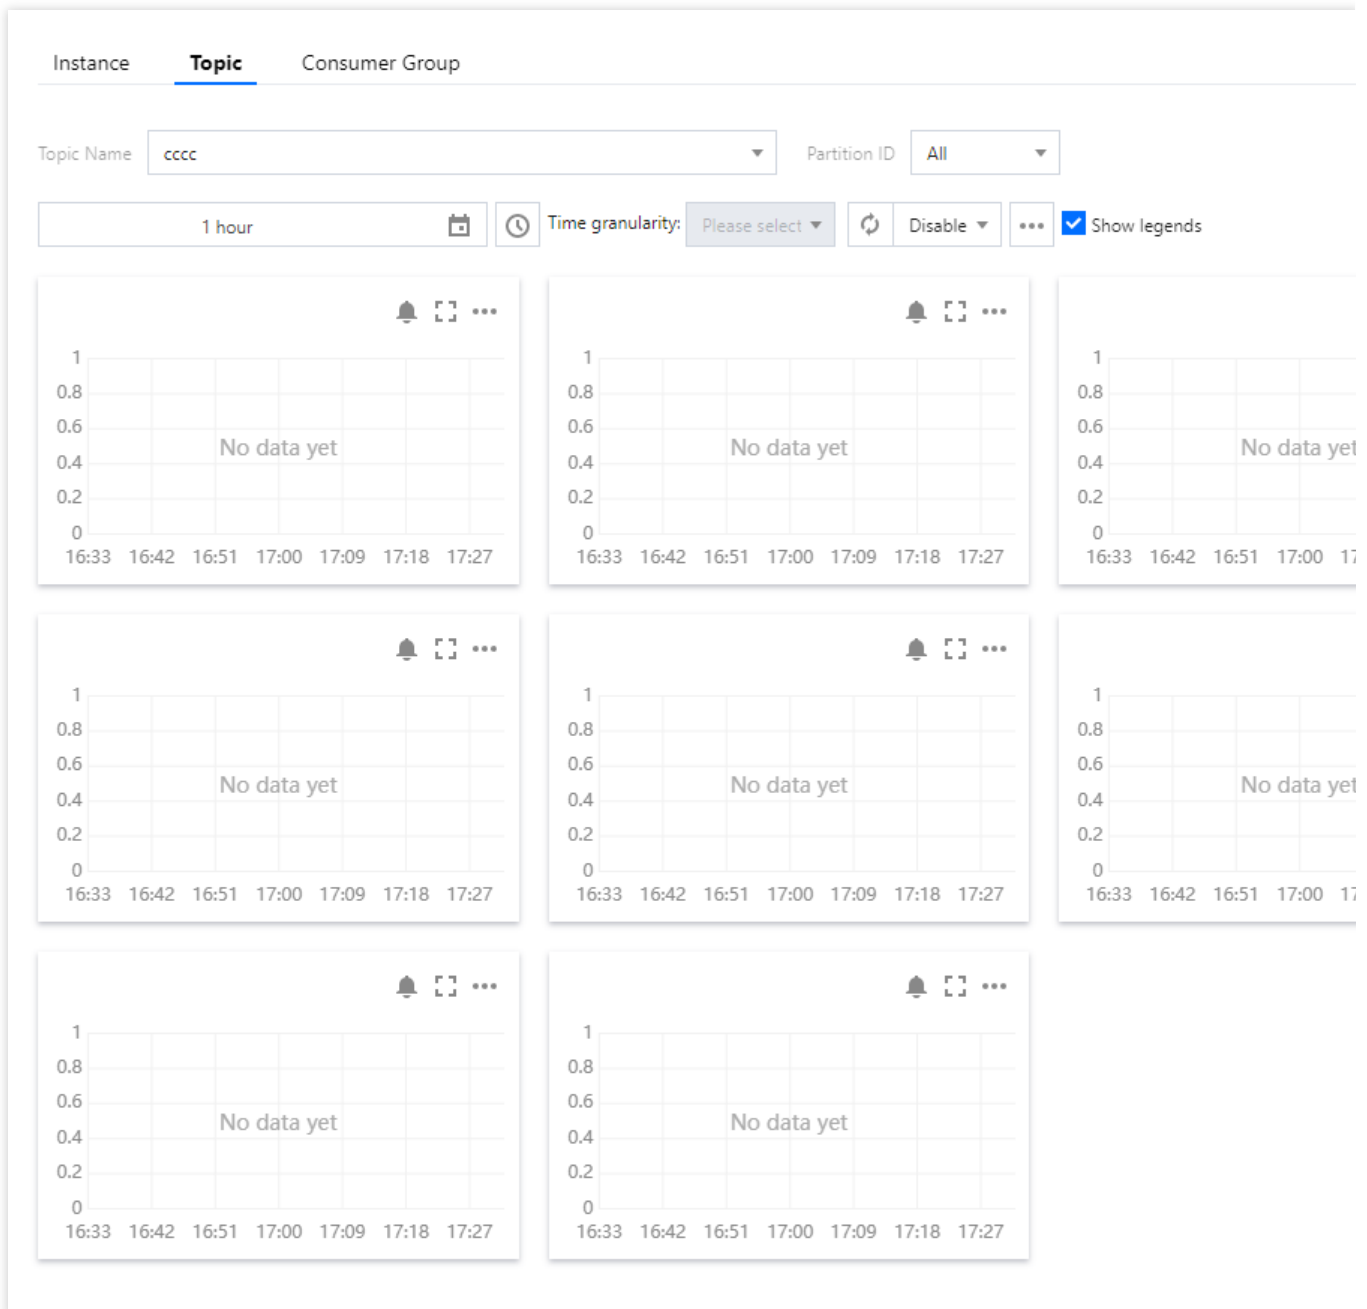 Instance Topic Consumer Group
Topic Name cccc Partition ID All
1 hour Time granularity: Please select Disable Show legends
1 1 1
0.8 0.8 0.8
0.6 0.6 0.6
No data yet No data yet No data yet
0.4 0.4 0.4
0.2 0.2 0.2
0 0 0
16:33 16:42 16:51 17:00 17:09 17:18 17:27 16:33 16:42 16:51 17:00 17:09 17:18 17:27 16:33 16:42 16:51 17:00 17
1 1 1
0.8 0.8 0.8
0.6 0.6 0.6
No data yet No data yet No data yet
0.4 0.4 0.4
0.2 0.2 0.2
0 0 0
16:33 16:42 16:51 17:00 17:09 17:18 17:27 16:33 16:42 16:51 17:00 17:09 17:18 17:27 16:33 16:42 16:51 17:00 17
1 1
0.8 0.8
0.6 0.6
No data yet No data yet
0.4 0.4
0.2 0.2
0 0
16:33 16:42 16:51 17:00 17:09 17:18 17:27 16:33 16:42 16:51 17:00 17:09 17:18 17:27